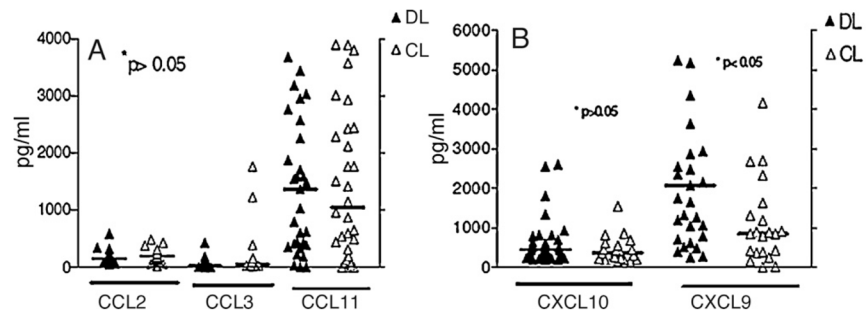 A
* p> 0.05
▲ DL
△ CL
pg/ml
4000
3000
2000
1000
0
CCL2 CCL3 CCL11
B
* p>0.05
* p<0.05
▲ DL
△ CL
pg/ml
6000
5000
4000
3000
2000
1000
0
CXCL10 CXCL9